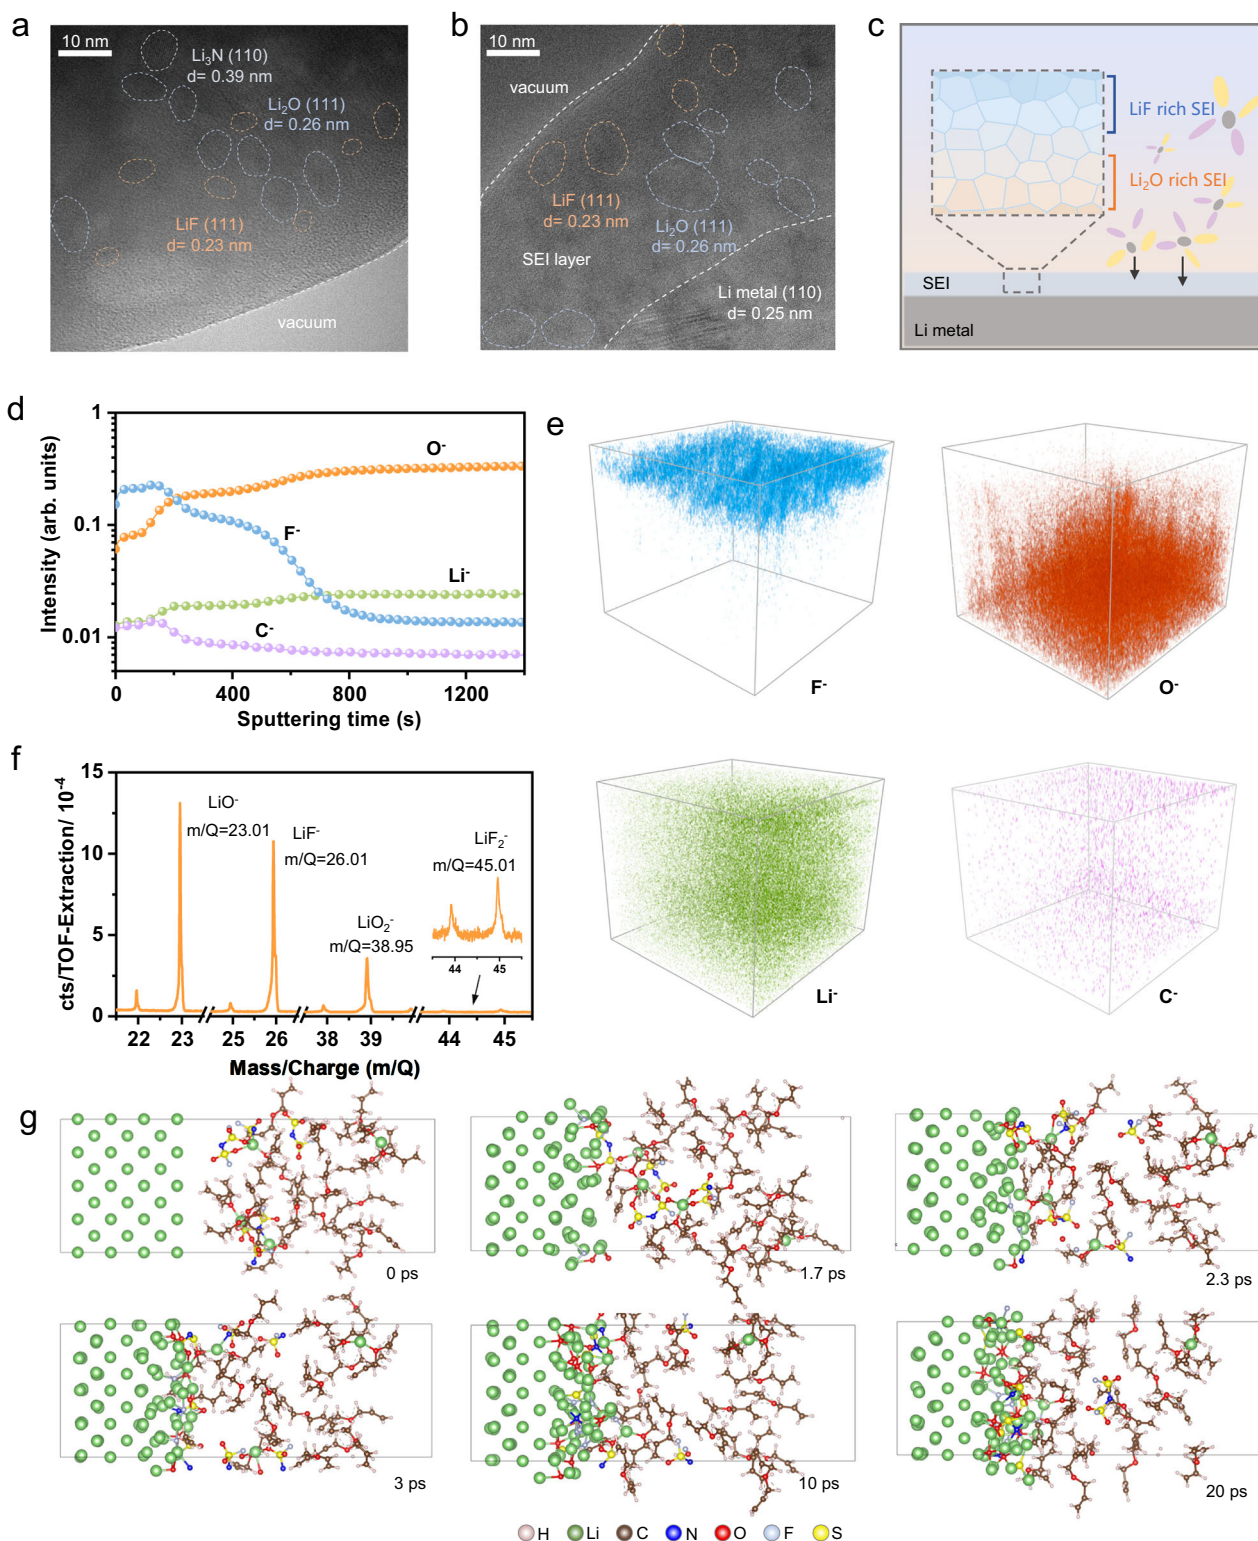 a
10 nm
Li₃N (110)
d= 0.39 nm
Li₂O (111)
d= 0.26 nm
LiF (111)
d= 0.23 nm
vacuum
b
10 nm
vacuum
LiF (111)
d= 0.23 nm
Li₂O (111)
d= 0.26 nm
SEI layer
Li metal (110)
d= 0.25 nm
c
LiF rich SEI
Li₂O rich SEI
SEI
Li metal
d
Intensity (arb. units)
1
0.1
0.01
O⁻
F⁻
Li⁻
C⁻
0 400 800 1200
Sputtering time (s)
e
F⁻
O⁻
Li⁻
C⁻
f
cts/TOF-Extraction/ 10⁻⁴
15
10
5
0
LiO⁻
m/Q=23.01
LiF⁻
m/Q=26.01
LiO₂⁻
m/Q=38.95
LiF₂⁻
m/Q=45.01
44 45
22 23 25 26 38 39 44 45
Mass/Charge (m/Q)
g
0 ps
1.7 ps
2.3 ps
3 ps
10 ps
20 ps
H Li C N O F S